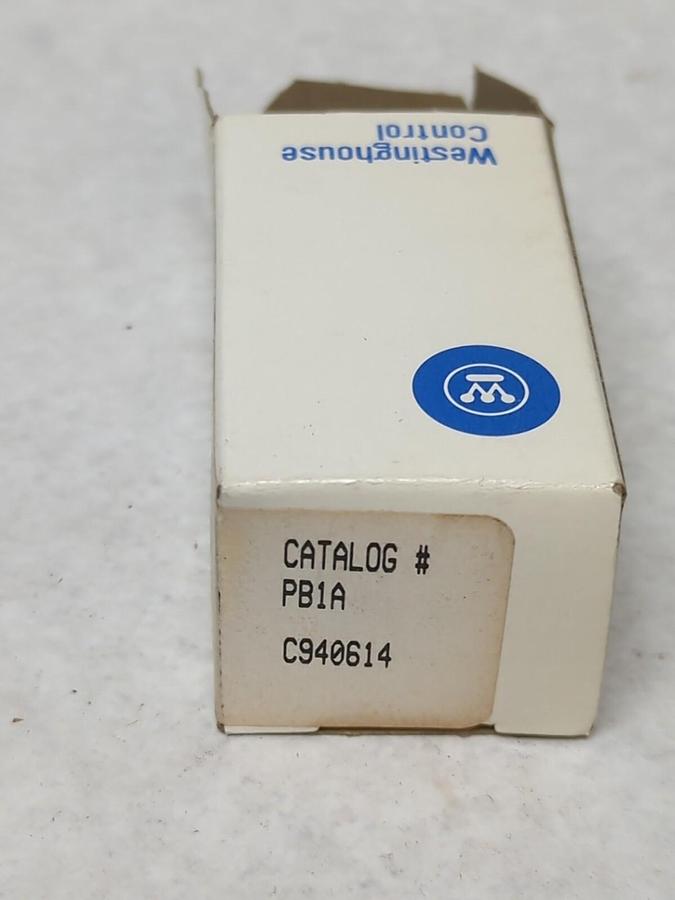 Westinghouse
Control
W
CATALOG #
PB1A
C940614